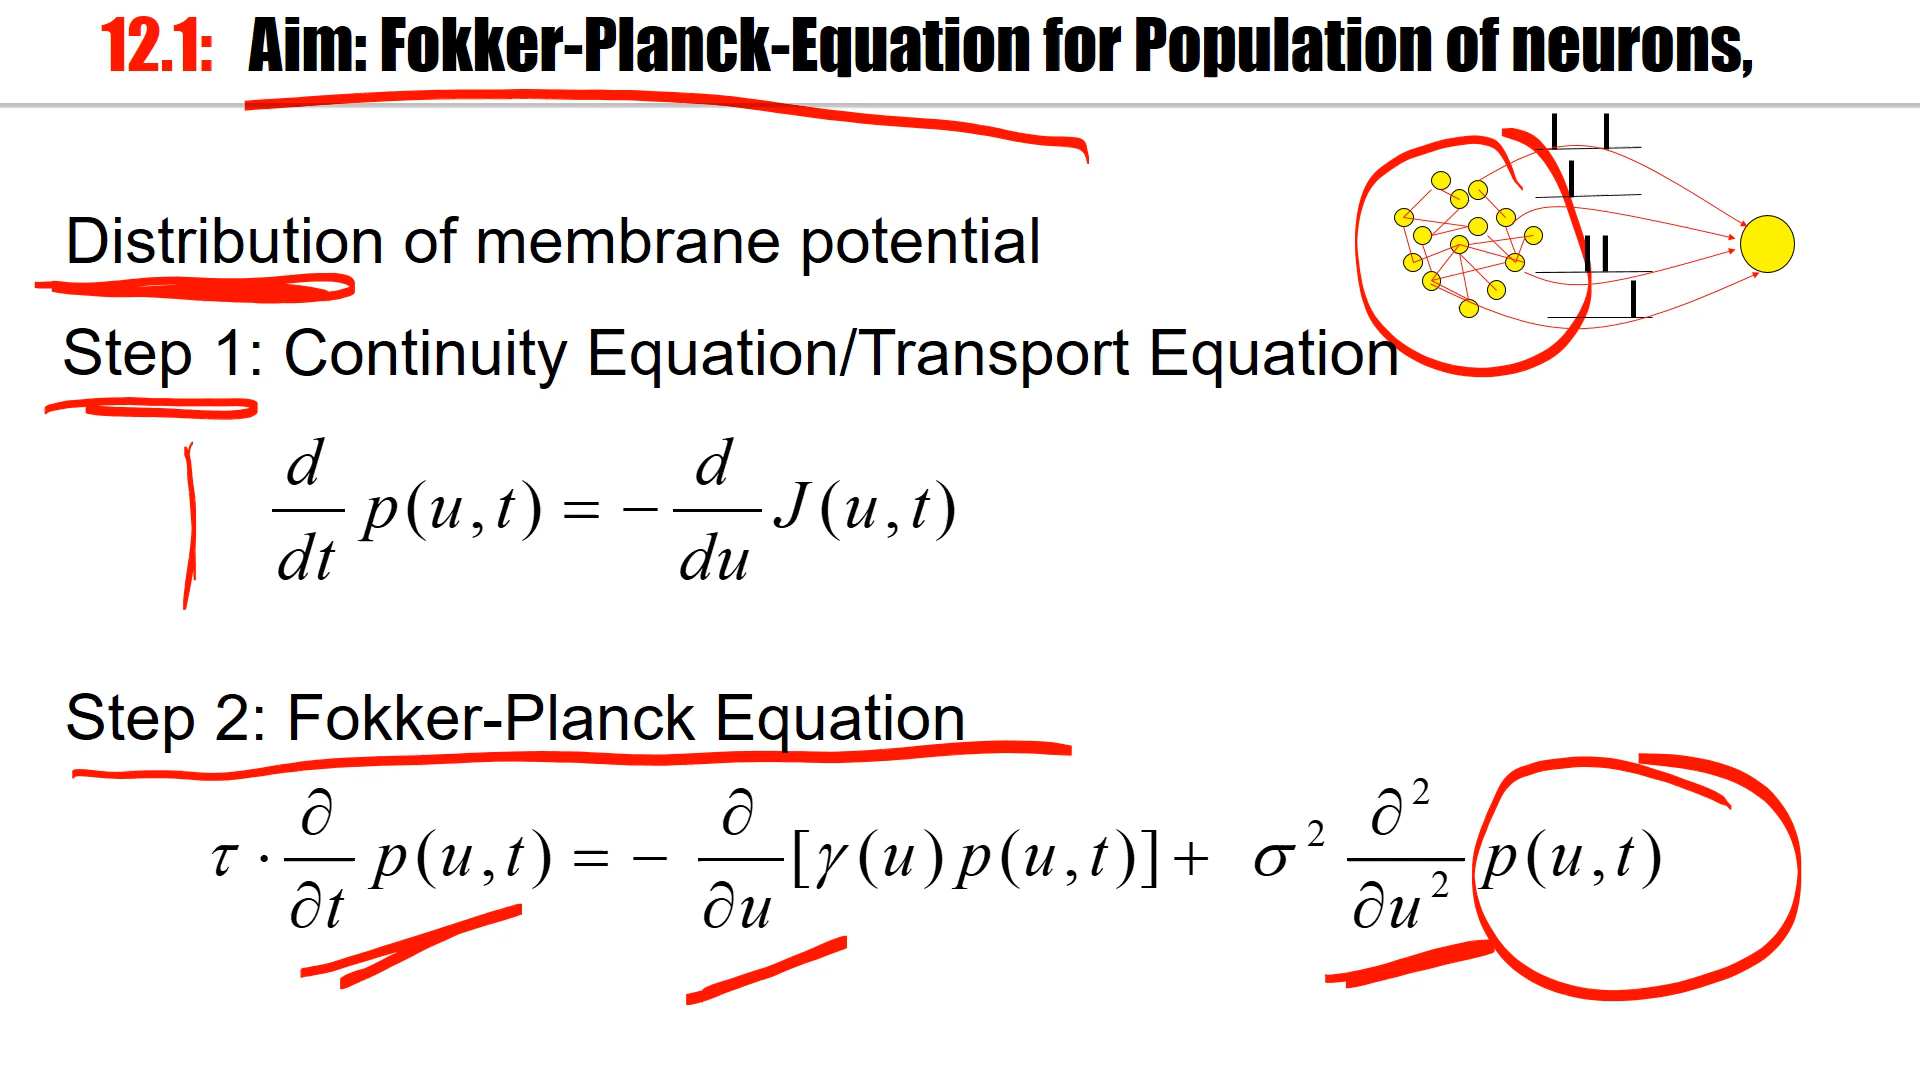 12.1: Aim: Fokker-Planck-Equation for Population of neurons,
Distribution of membrane potential
Step 1: Continuity Equation/Transport Equation
d/dt p(u,t) = − d/du J(u,t)
Step 2: Fokker-Planck Equation
τ · ∂/∂t p(u,t) = − ∂/∂u [γ(u) p(u,t)] + σ² ∂²/∂u² p(u,t)